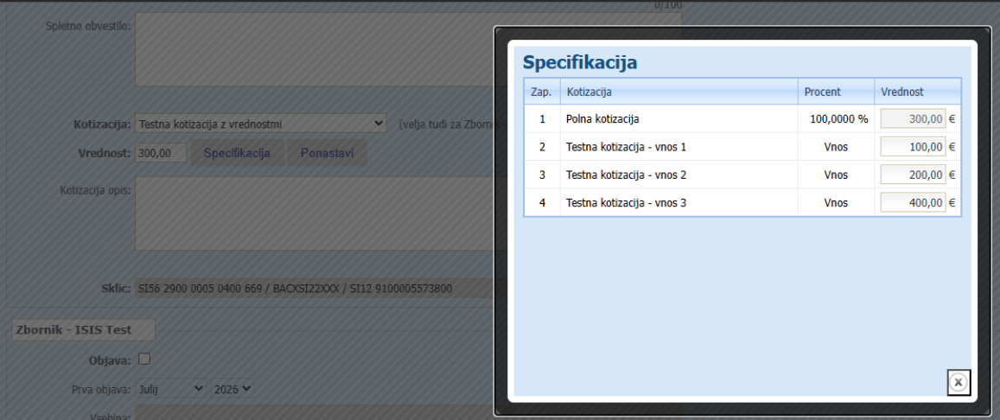 0/100
Spletno obvestilo:
Kotizacija: Testna kotizacija z vrednostmi (velja tudi za Zbornik -
Vrednost: 300,00 Specifikacija Ponastavi
Kotizacija opis:
Sklic: SI56 2900 0005 0400 669 / BACXSI22XXX / SI12 9100005573800
Zbornik - ISIS Test
Objava:
Prva objava: Julij 2026
Vsebina:
Specifikacija
Zap. Kotizacija Procent Vrednost
1 Polna kotizacija 100,0000 % 300,00 €
2 Testna kotizacija - vnos 1 Vnos 100,00 €
3 Testna kotizacija - vnos 2 Vnos 200,00 €
4 Testna kotizacija - vnos 3 Vnos 400,00 €
x